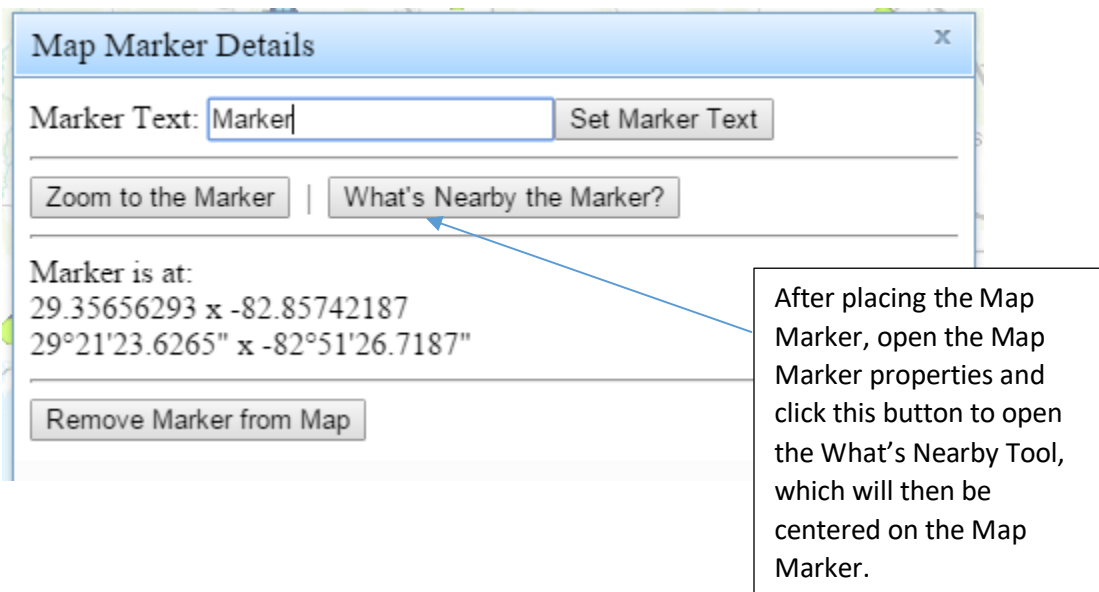 Map Marker Details x
Marker Text: Marker Set Marker Text
Zoom to the Marker | What's Nearby the Marker?
Marker is at:
29.35656293 x -82.85742187
29°21'23.6265" x -82°51'26.7187"
Remove Marker from Map
After placing the Map
Marker, open the Map
Marker properties and
click this button to open
the What’s Nearby Tool,
which will then be
centered on the Map
Marker.